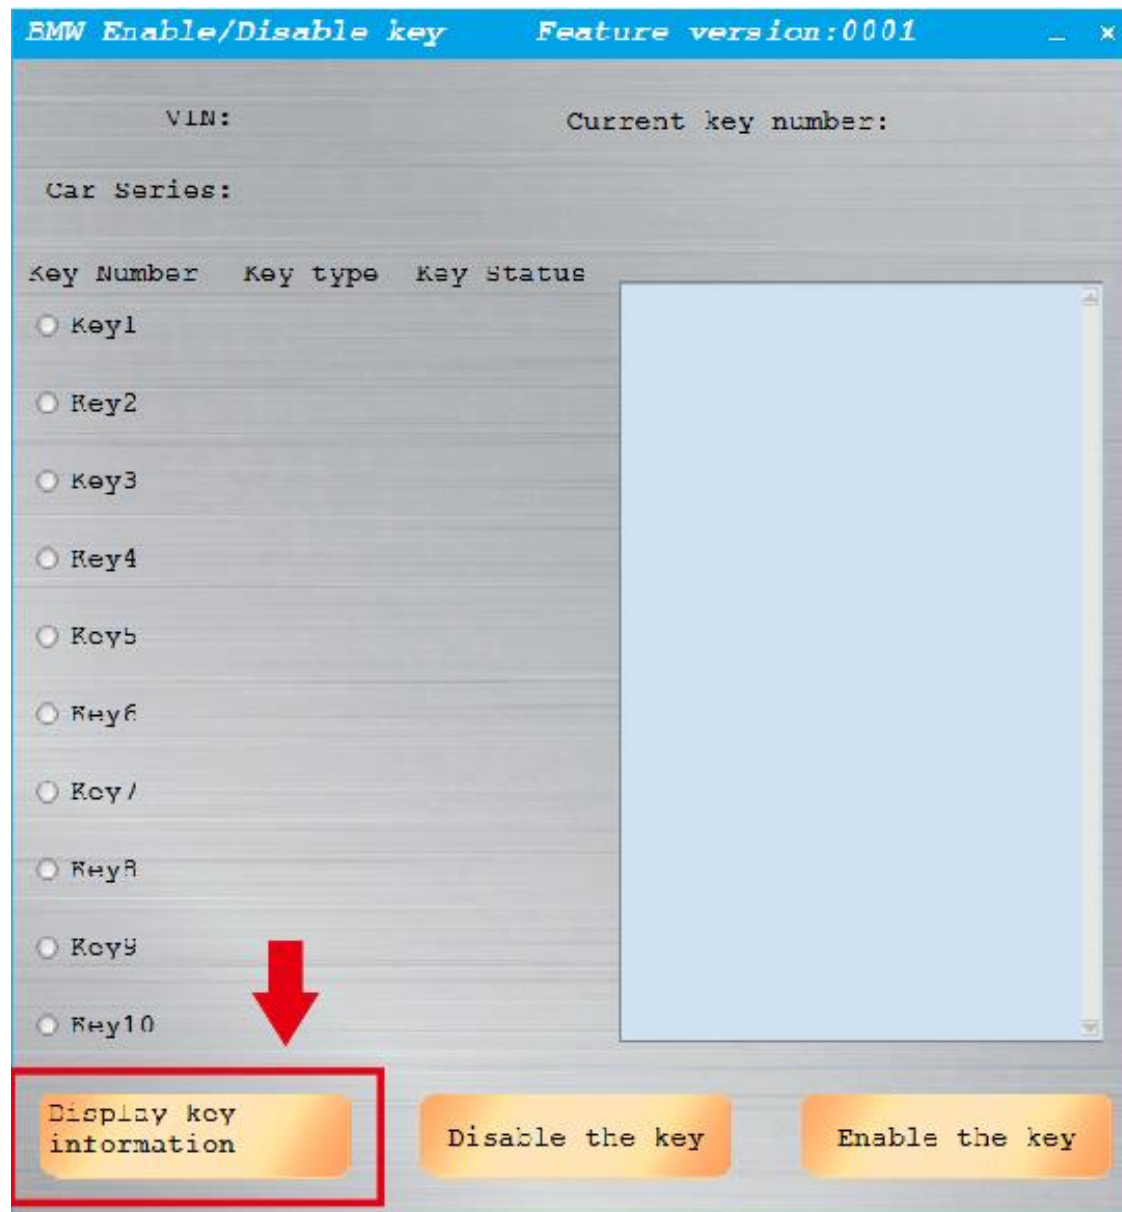 BMW Enable/Disable key Feature version:0001
VIN: Current key number:
Car Series:
Key Number Key type Key Status
Key1
Key2
Key3
Key4
Key5
Key6
Key7
Key8
Key9
Key10
Display key
information
Disable the key
Enable the key